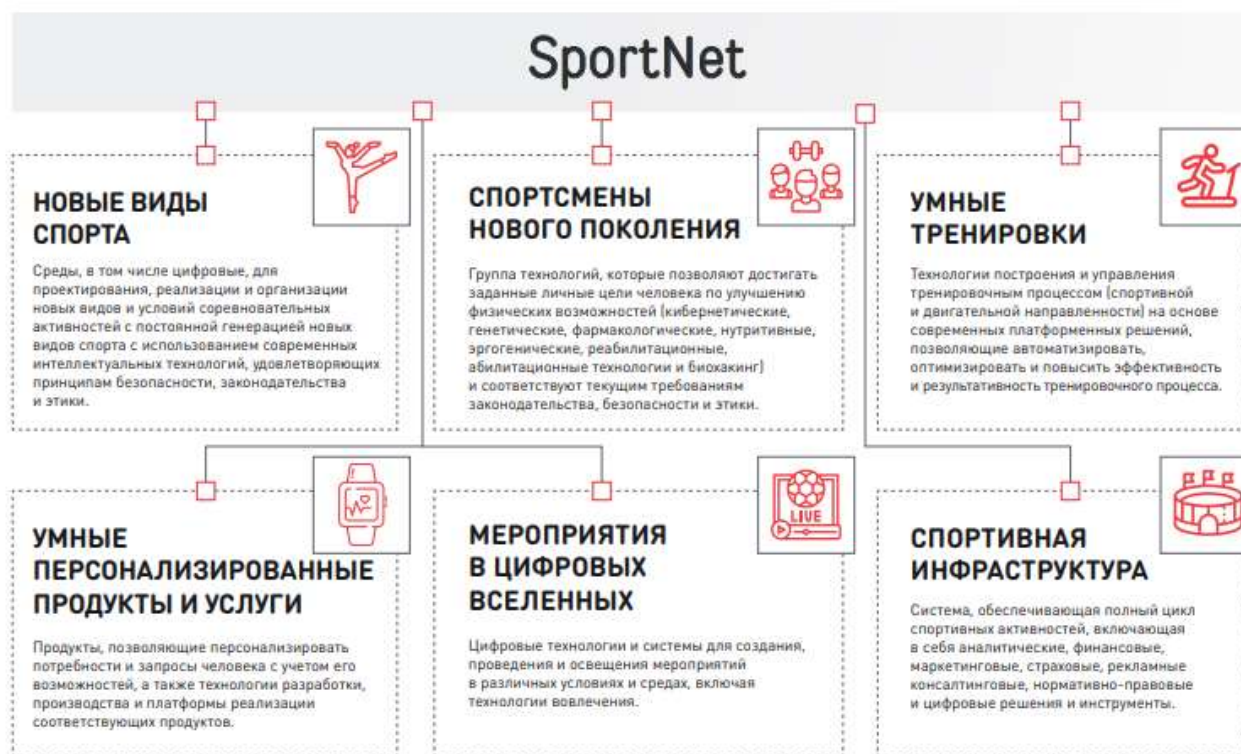 SportNet
НОВЫЕ ВИДЫ
СПОРТА
Среды, в том числе цифровые, для
проектирования, реализации и организации
новых видов и условий соревновательных
активностей с постоянной генерацией новых
видов спорта с использованием современных
интеллектуальных технологий, удовлетворяющих
принципам безопасности, законодательства
и этики.
СПОРТСМЕНЫ
НОВОГО ПОКОЛЕНИЯ
Группа технологий, которые позволяют достигать
заданные личные цели человека по улучшению
физических возможностей (кибернетические,
генетические, фармакологические, нутритивные,
эргогенические, реабилитационные,
абилитационные технологии и биохакинг)
и соответствуют текущим требованиям
законодательства, безопасности и этики.
УМНЫЕ
ТРЕНИРОВКИ
Технологии построения и управления
тренировочным процессом (спортивной
и двигательной направленности) на основе
современных платформенных решений,
позволяющие автоматизировать,
оптимизировать и повысить эффективность
и результативность тренировочного процесса.
УМНЫЕ
ПЕРСОНАЛИЗИРОВАННЫЕ
ПРОДУКТЫ И УСЛУГИ
Продукты, позволяющие персонализировать
потребности и запросы человека с учетом его
возможностей, а также технологии разработки,
производства и платформы реализации
соответствующих продуктов.
LIVE
МЕРОПРИЯТИЯ
В ЦИФРОВЫХ
ВСЕЛЕННЫХ
Цифровые технологии и системы для создания,
проведения и освещения мероприятий
в различных условиях и средах, включая
технологии вовлечения.
СПОРТИВНАЯ
ИНФРАСТРУКТУРА
Система, обеспечивающая полный цикл
спортивных активностей, включающая
в себя аналитические, финансовые,
маркетинговые, страховые, рекламные
консалтинговые, нормативно-правовые
и цифровые решения и инструменты.